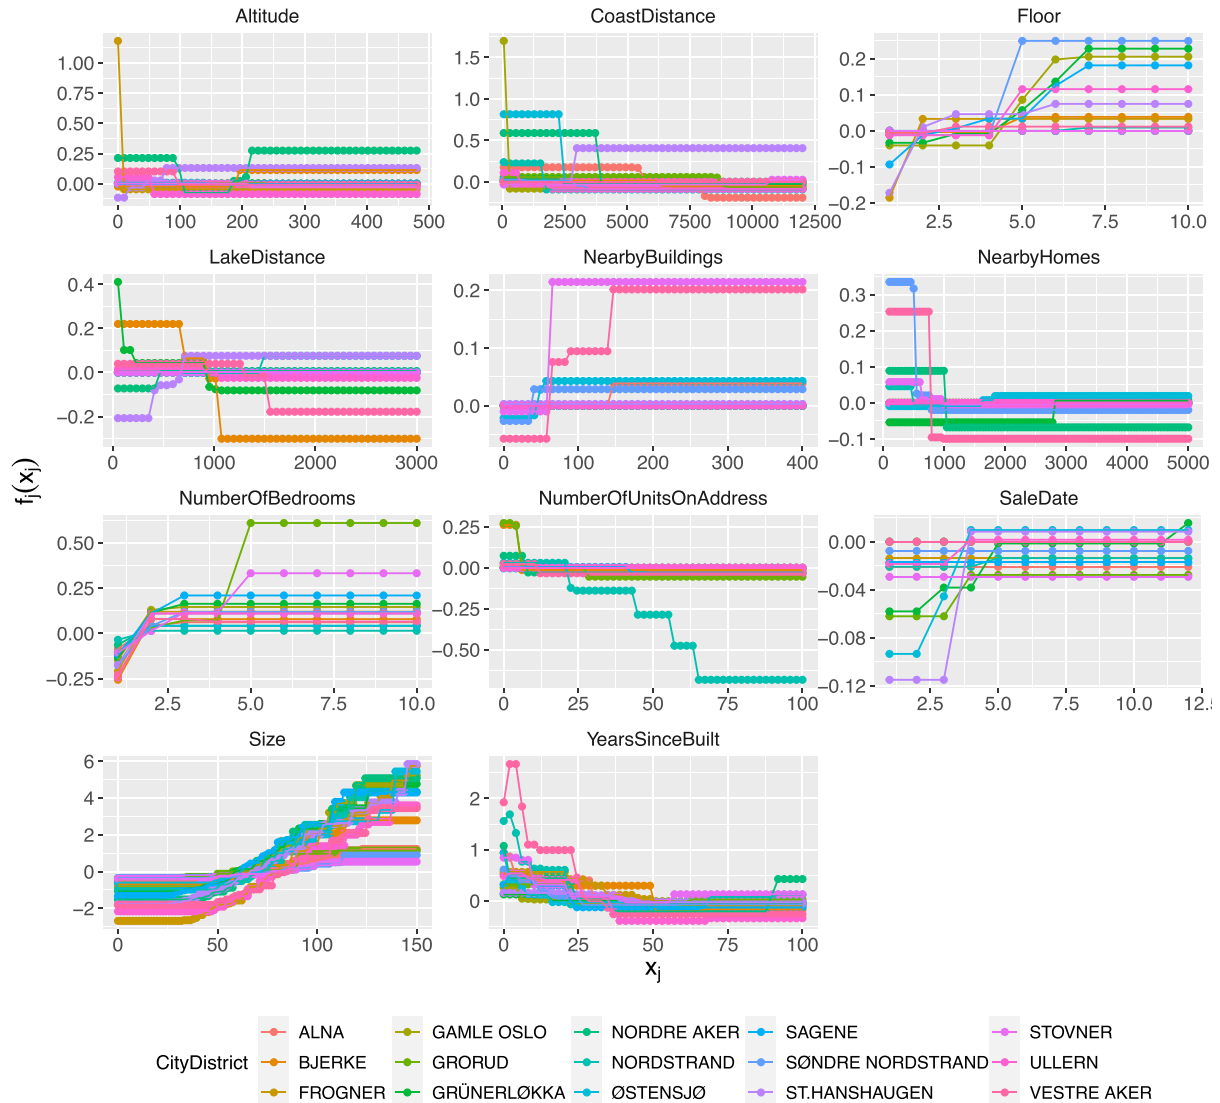 Altitude CoastDistance Floor
1.00
0.75
0.50
0.25
0.00
0 100 200 300 400 500
1.5
1.0
0.5
0.0
0 2500 5000 7500 10000 12500
0.2
0.1
0.0
−0.1
−0.2
2.5 5.0 7.5 10.0
LakeDistance NearbyBuildings NearbyHomes
0.4
0.2
0.0
−0.2
0 1000 2000 3000
0.2
0.1
0.0
0 100 200 300 400
0.3
0.2
0.1
0.0
−0.1
0 1000 2000 3000 4000 5000
fj(xj)
NumberOfBedrooms NumberOfUnitsOnAddress SaleDate
0.50
0.25
0.00
−0.25
2.5 5.0 7.5 10.0
0.25
0.00
−0.25
−0.50
0 25 50 75 100
0.00
−0.04
−0.08
−0.12
2.5 5.0 7.5 10.0 12.5
Size YearsSinceBuilt
6
4
2
0
−2
0 50 100 150
2
1
0
0 25 50 75 100
xj
CityDistrict
ALNA GAMLE OSLO NORDRE AKER SAGENE STOVNER
BJERKE GRORUD NORDSTRAND SØNDRE NORDSTRAND ULLERN
FROGNER GRÜNERLØKKA ØSTENSJØ ST.HANSHAUGEN VESTRE AKER